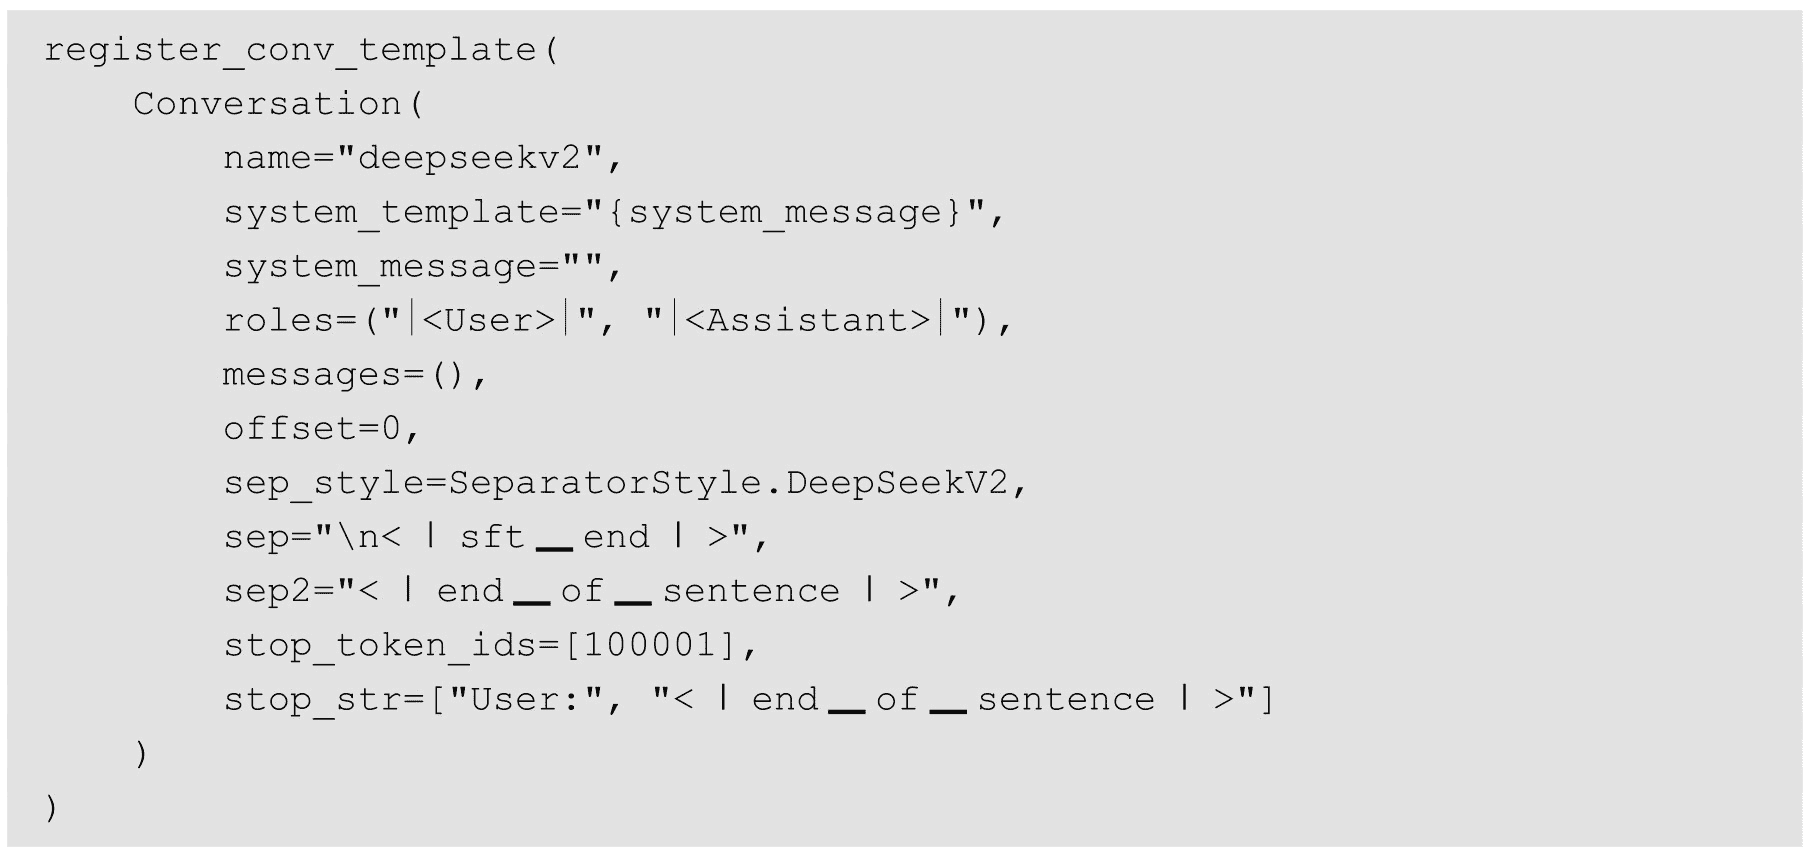 register_conv_template(
    Conversation(
        name="deepseekv2",
        system_template="{system_message}",
        system_message="",
        roles=("|<User>|", "|<Assistant>|"),
        messages=(),
        offset=0,
        sep_style=SeparatorStyle.DeepSeekV2,
        sep="\n<|sft▁end|>",
        sep2="<|end▁of▁sentence|>",
        stop_token_ids=[100001],
        stop_str=["User:", "<|end▁of▁sentence|>"]
    )
)